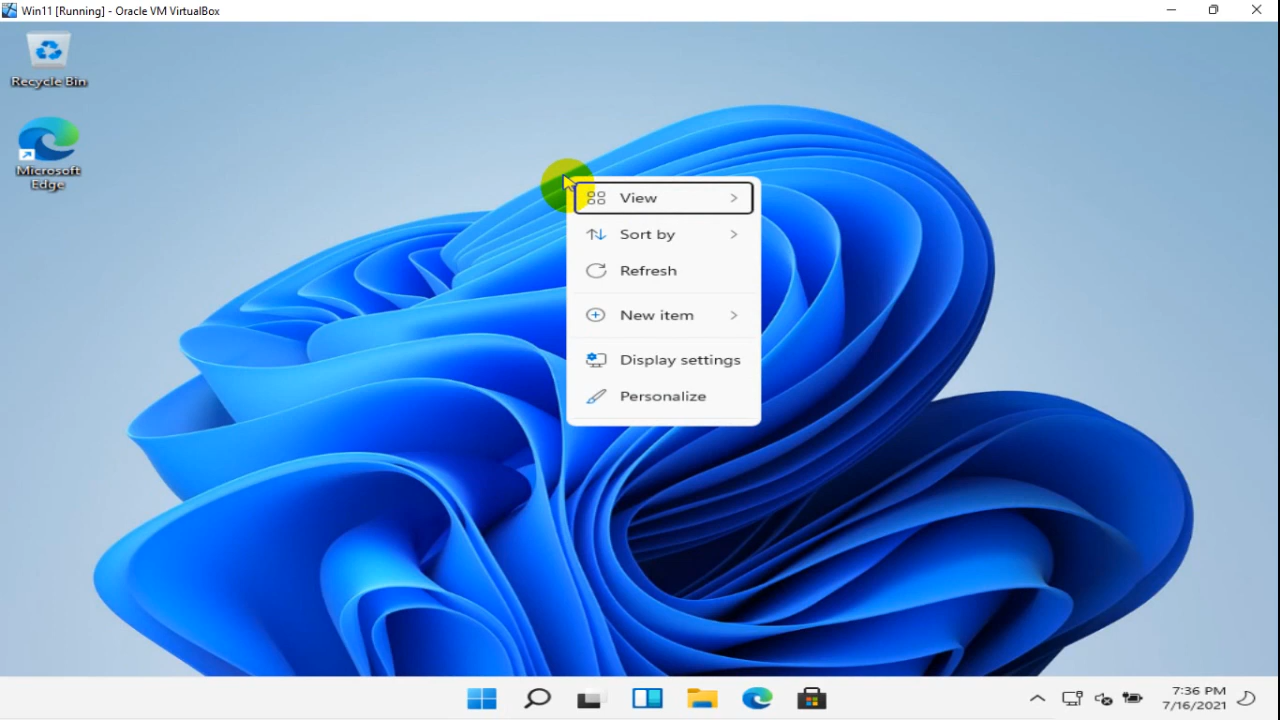 Win11 [Running] - Oracle VM VirtualBox
Recycle Bin
Microsoft
Edge
View
Sort by
Refresh
New item
Display settings
Personalize
7:36 PM
7/16/2021